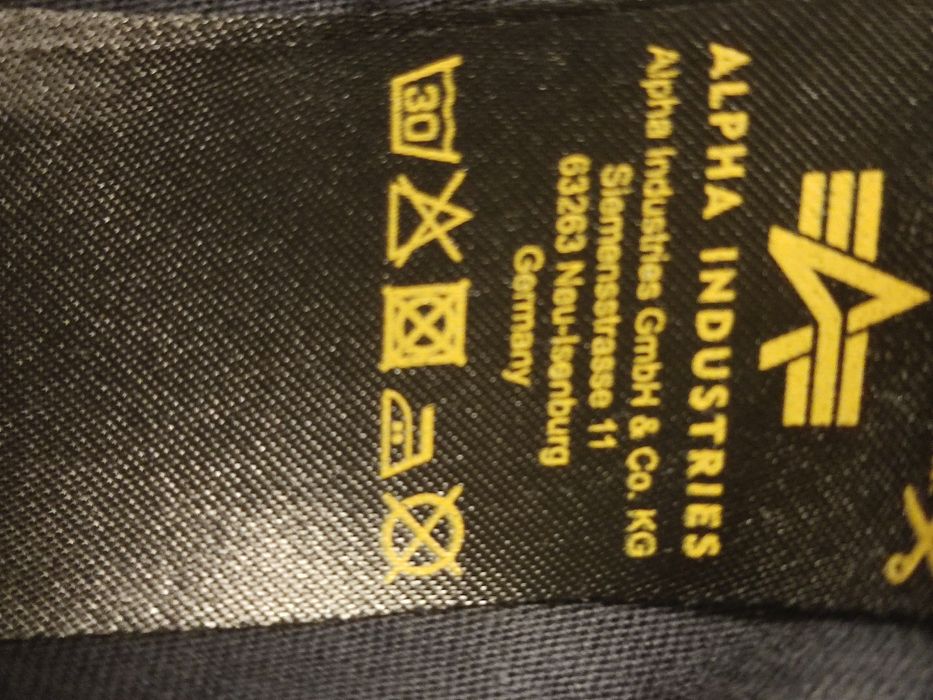 ALPHA INDUSTRIES
Alpha Industries GmbH & Co. KG
Siemensstrasse 11
63263 Neu-Isenburg
Germany
30